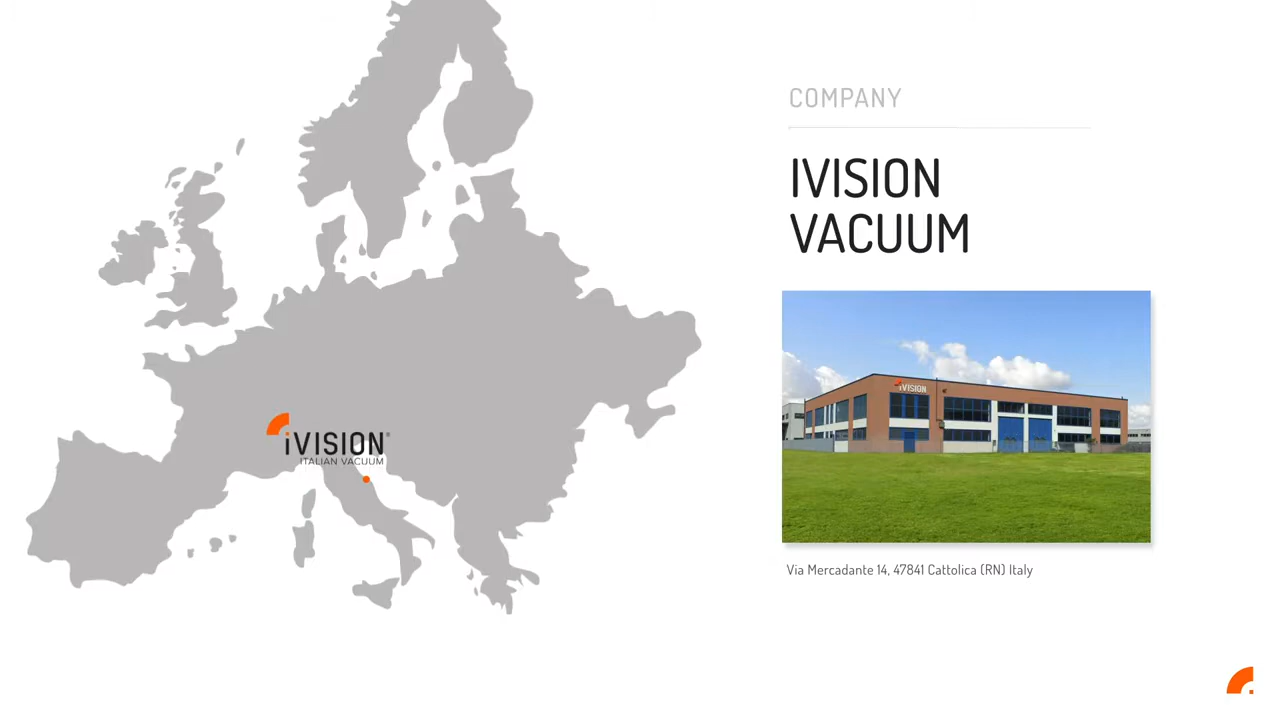 COMPANY
IVISION
VACUUM
iVISION®
ITALIAN VACUUM
iVISION
Via Mercadante 14, 47841 Cattolica (RN) Italy